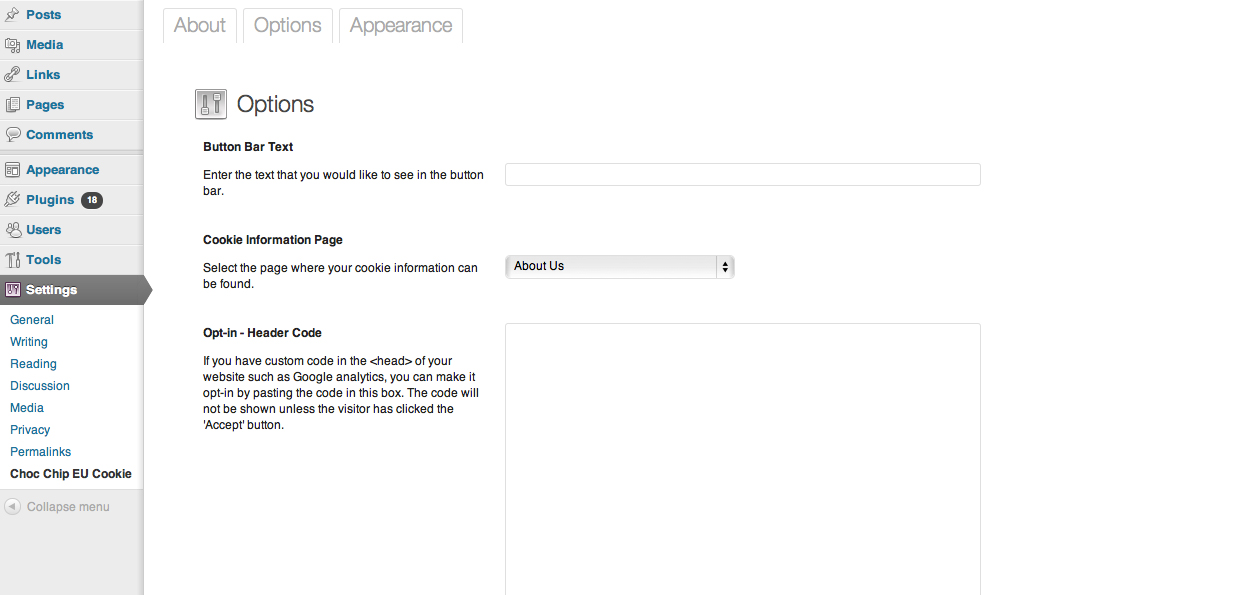 Posts
Media
Links
Pages
Comments
Appearance
Plugins 18
Users
Tools
Settings
General
Writing
Reading
Discussion
Media
Privacy
Permalinks
Choc Chip EU Cookie
Collapse menu
About
Options
Appearance
Options
Button Bar Text
Enter the text that you would like to see in the button
bar.
Cookie Information Page
Select the page where your cookie information can
be found.
About Us
Opt-in - Header Code
If you have custom code in the <head> of your
website such as Google analytics, you can make it
opt-in by pasting the code in this box. The code will
not be shown unless the visitor has clicked the
'Accept' button.